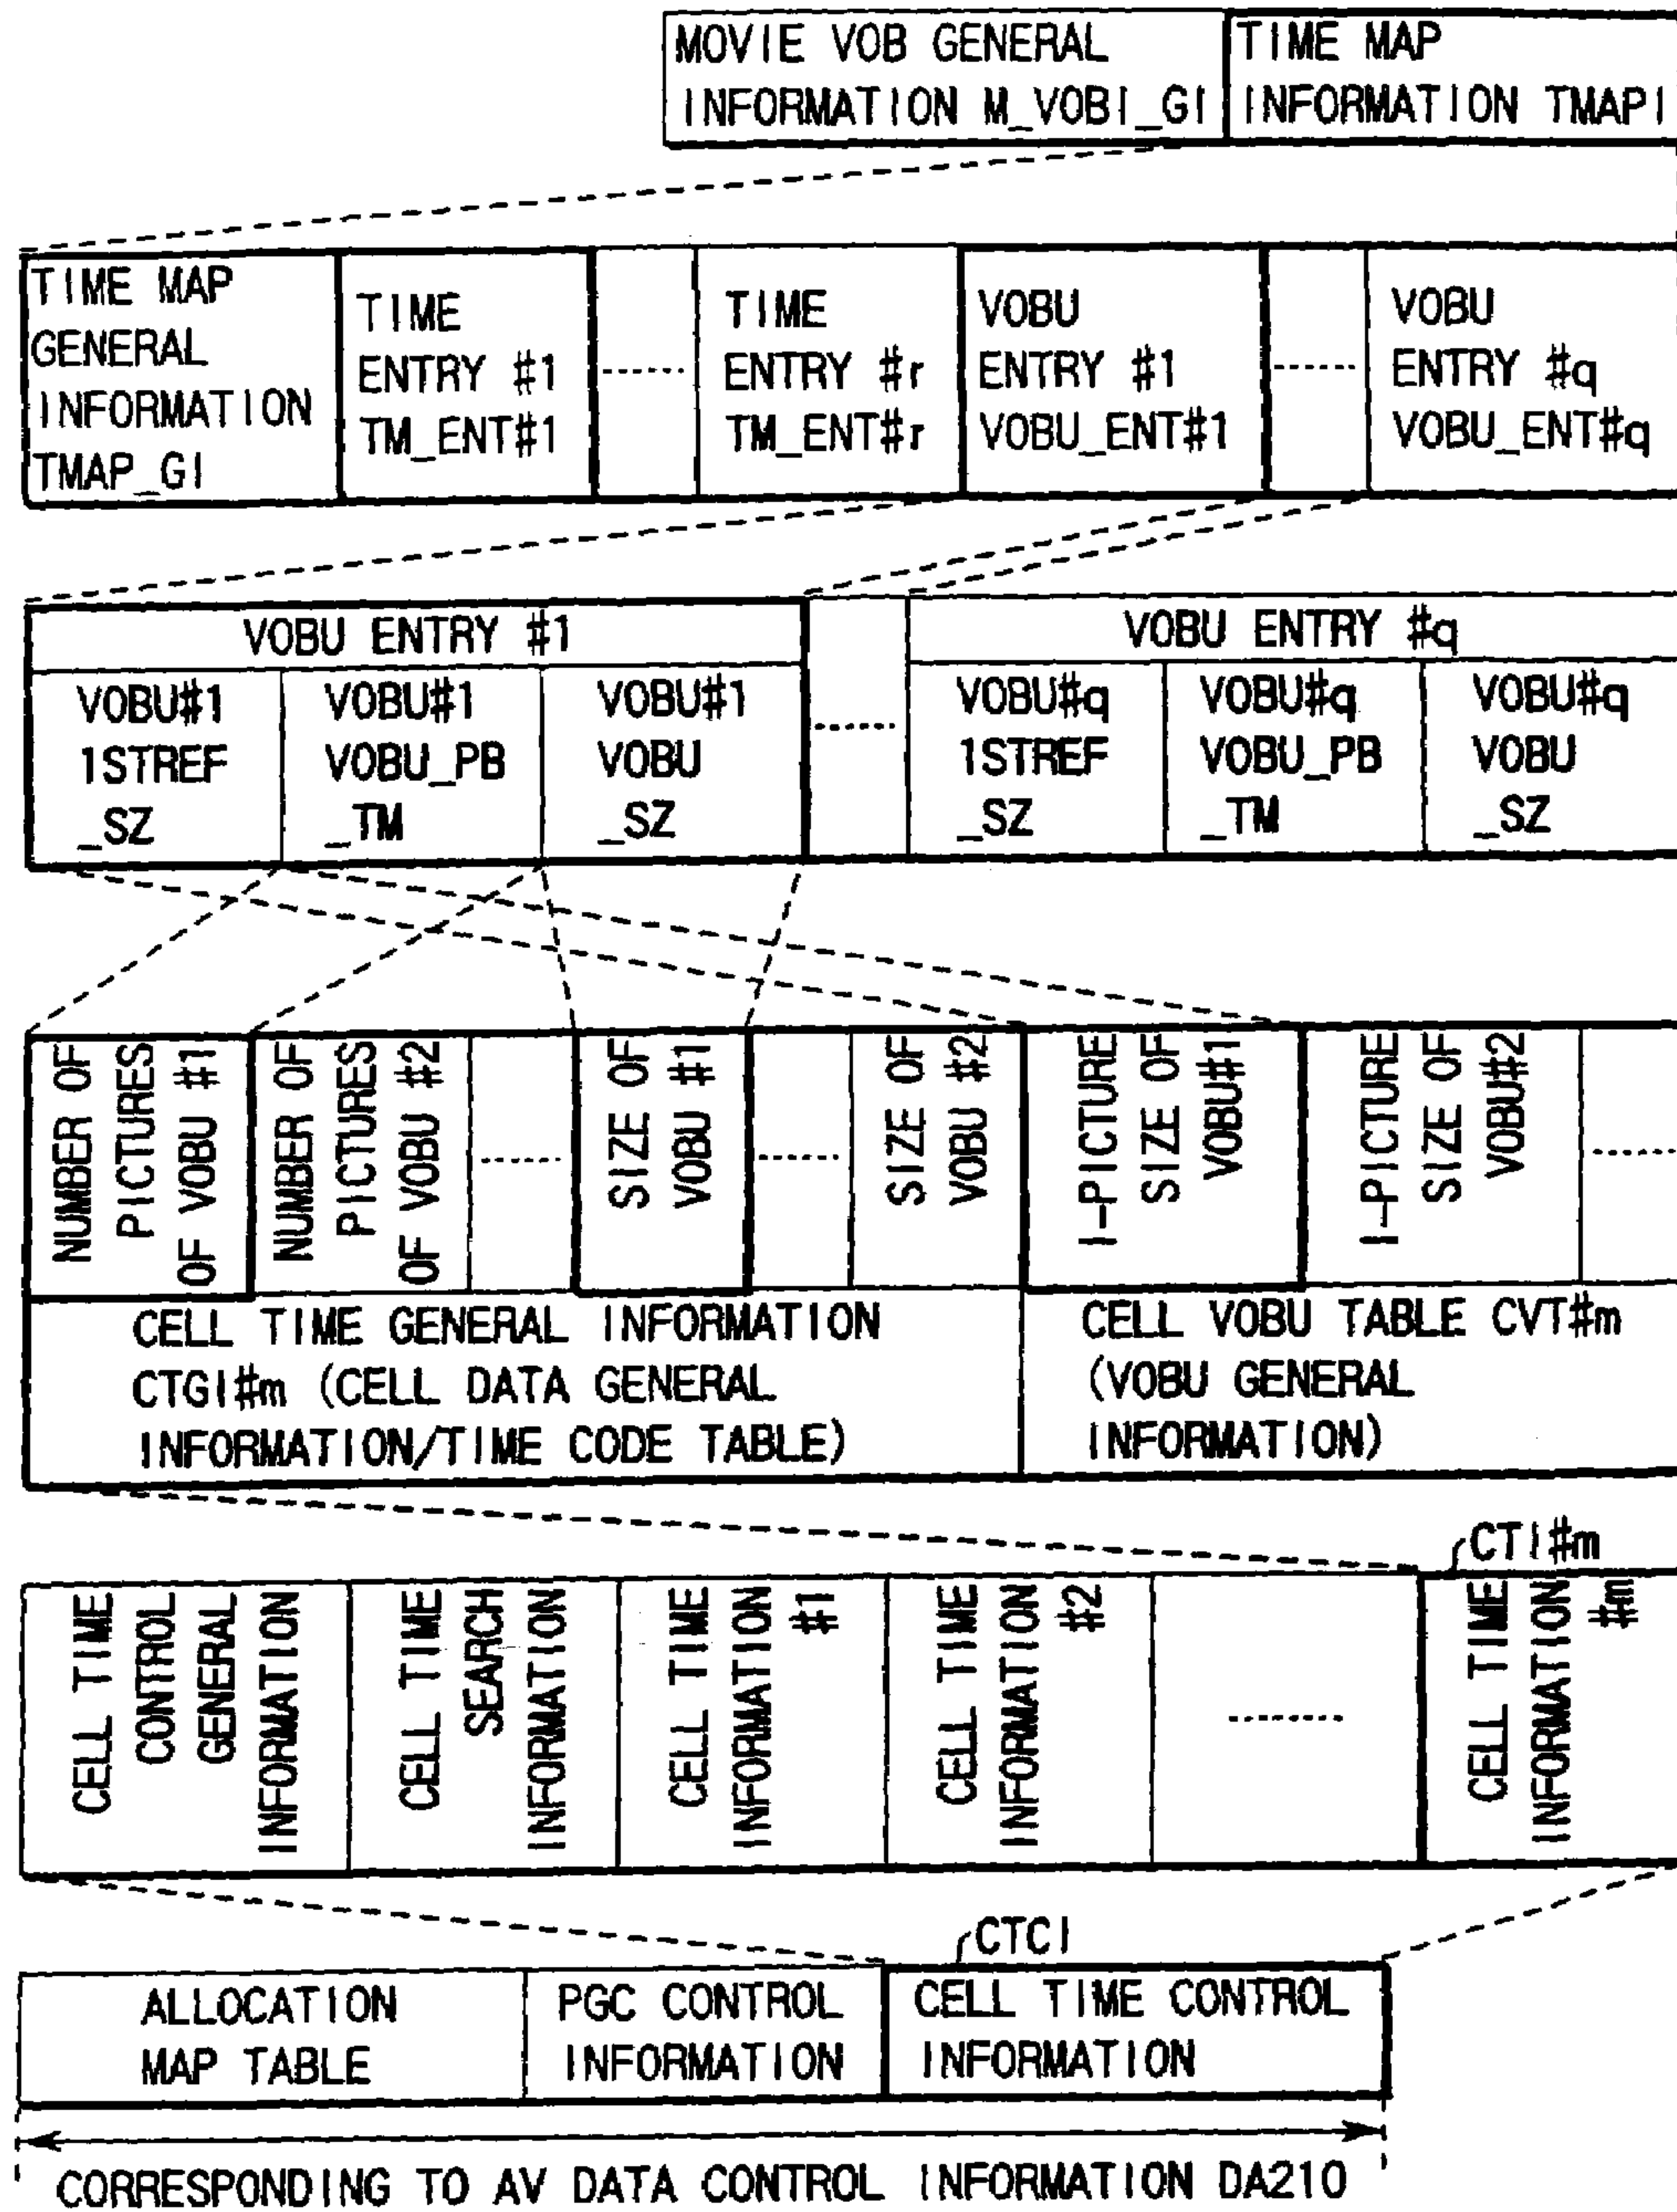 MOVIE VOB GENERAL
INFORMATION M_VOBI_GI
TIME MAP
INFORMATION TMAPI
TIME MAP
GENERAL
INFORMATION
TMAP_GI
TIME
ENTRY #1
TM_ENT#1
TIME
ENTRY #r
TM_ENT#r
VOBU
ENTRY #1
VOBU_ENT#1
VOBU
ENTRY #q
VOBU_ENT#q
VOBU ENTRY #1
VOBU#1
1STREF
_SZ
VOBU#1
VOBU_PB
_TM
VOBU#1
VOBU
_SZ
VOBU ENTRY #q
VOBU#q
1STREF
_SZ
VOBU#q
VOBU_PB
_TM
VOBU#q
VOBU
_SZ
NUMBER OF
PICTURES
OF VOBU #1
NUMBER OF
PICTURES
OF VOBU #2
SIZE OF
VOBU #1
SIZE OF
VOBU #2
I-PICTURE
SIZE OF
VOBU#1
I-PICTURE
SIZE OF
VOBU#2
CELL TIME GENERAL INFORMATION
CTGI#m (CELL DATA GENERAL
INFORMATION/TIME CODE TABLE)
CELL VOBU TABLE CVT#m
(VOBU GENERAL
INFORMATION)
CTI#m
CELL TIME
CONTROL
GENERAL
INFORMATION
CELL TIME
SEARCH
INFORMATION
CELL TIME
INFORMATION
#1
CELL TIME
INFORMATION
#2
CELL TIME
INFORMATION
#m
CTCI
ALLOCATION
MAP TABLE
PGC CONTROL
INFORMATION
CELL TIME CONTROL
INFORMATION
CORRESPONDING TO AV DATA CONTROL INFORMATION DA210